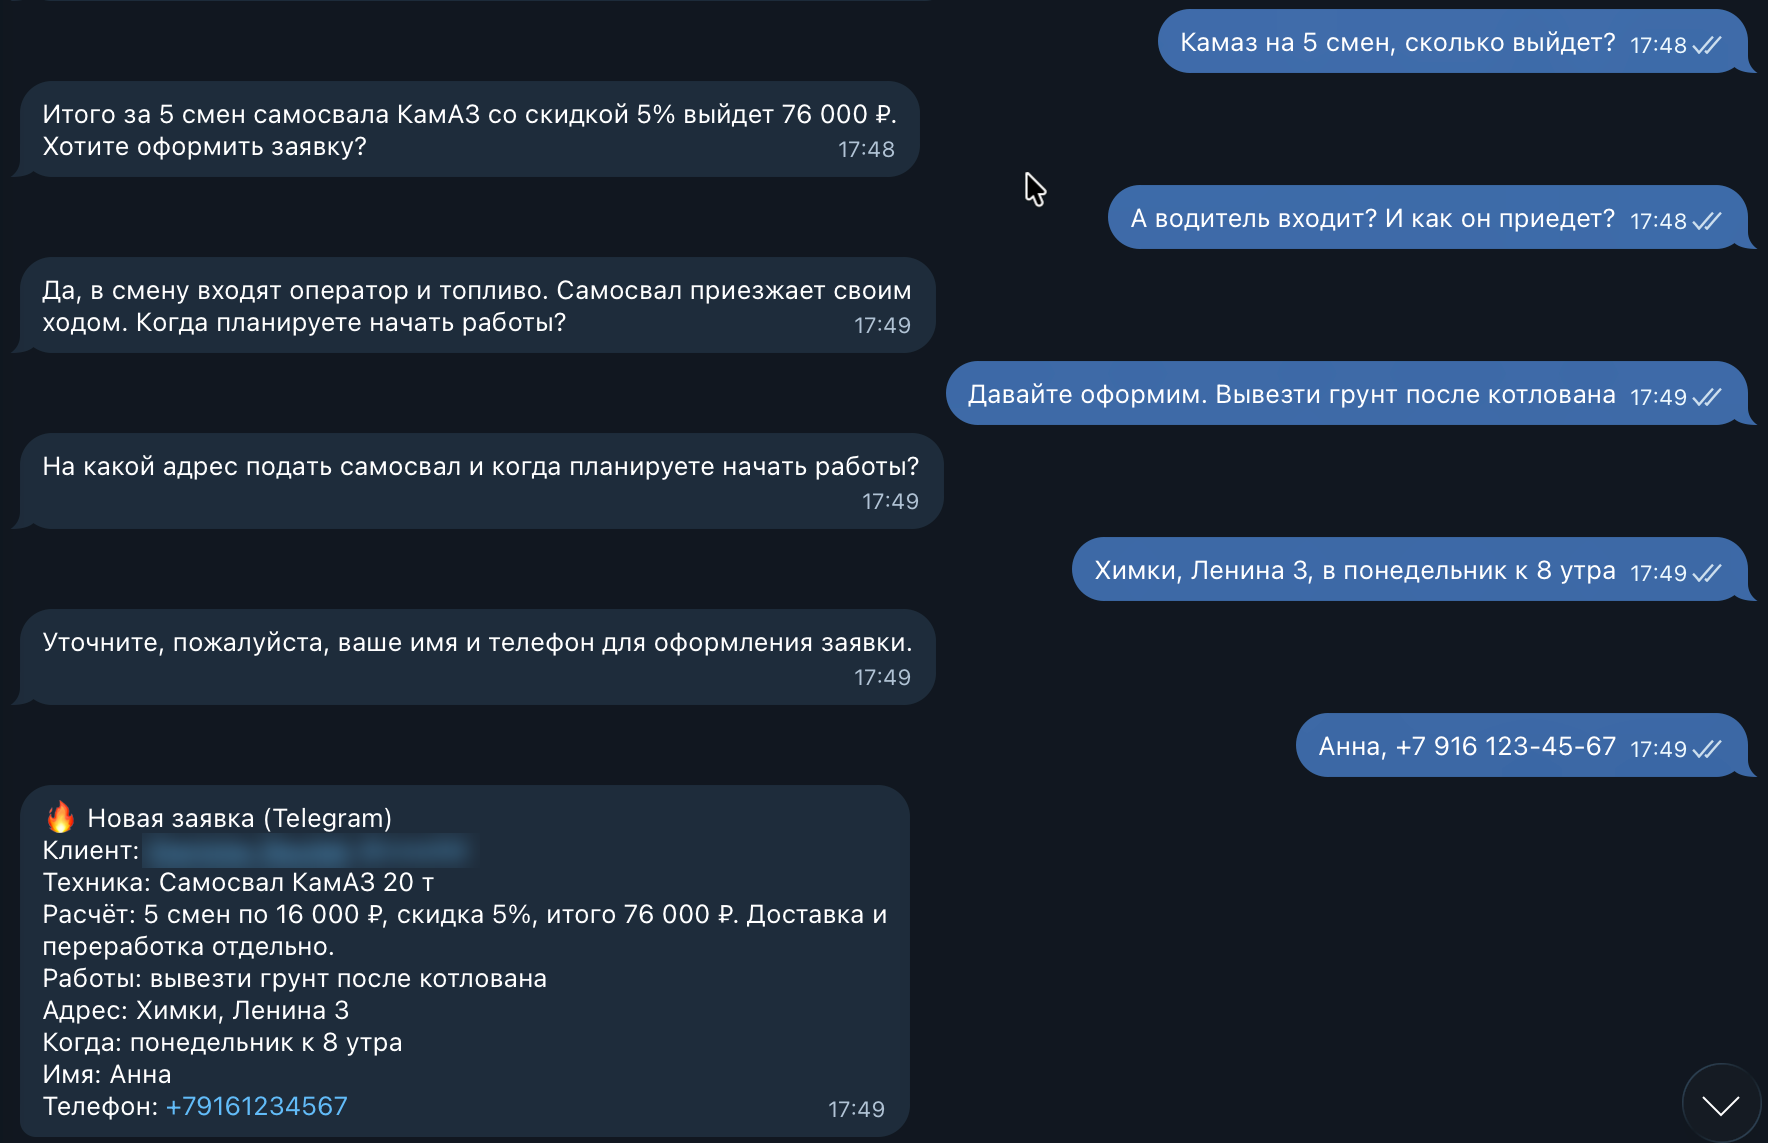 Камаз на 5 смен, сколько выйдет? 17:48
Итого за 5 смен самосвала КамАЗ со скидкой 5% выйдет 76 000 ₽.
Хотите оформить заявку? 17:48
А водитель входит? И как он приедет? 17:48
Да, в смену входят оператор и топливо. Самосвал приезжает своим
ходом. Когда планируете начать работы? 17:49
Давайте оформим. Вывезти грунт после котлована 17:49
На какой адрес подать самосвал и когда планируете начать работы?
17:49
Химки, Ленина 3, в понедельник к 8 утра 17:49
Уточните, пожалуйста, ваше имя и телефон для оформления заявки.
17:49
Анна, +7 916 123-45-67 17:49
🔥 Новая заявка (Telegram)
Клиент:
Техника: Самосвал КамАЗ 20 т
Расчёт: 5 смен по 16 000 ₽, скидка 5%, итого 76 000 ₽. Доставка и
переработка отдельно.
Работы: вывезти грунт после котлована
Адрес: Химки, Ленина 3
Когда: понедельник к 8 утра
Имя: Анна
Телефон: +79161234567 17:49